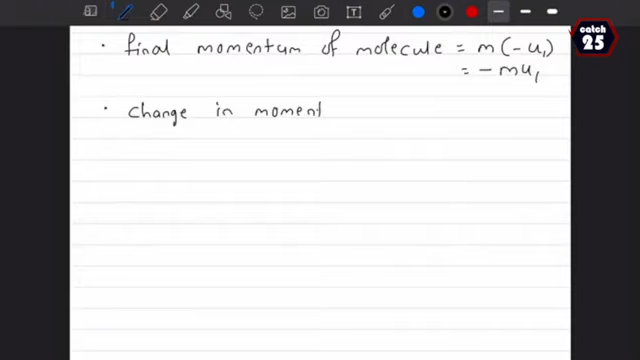 catch
25
· final momentum of molecule = m(-u₁)
= - mu₁
· change in moment